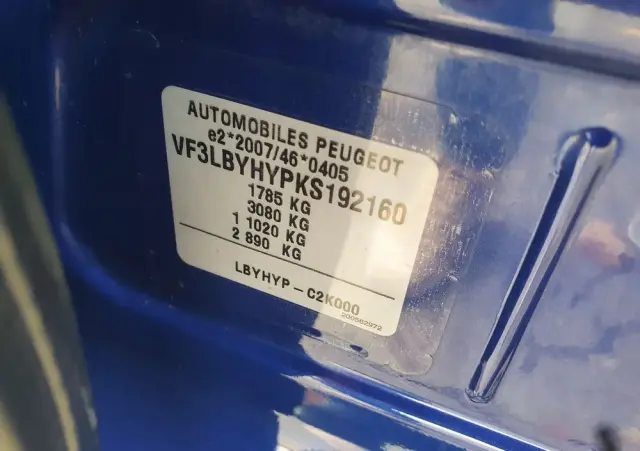 AUTOMOBILES PEUGEOT
e2*2007/46*0405
VF3LBYHYPKS192160
1785 KG
3080 KG
1 1020 KG
2 890 KG
LBYHYP-C2K000
200562972